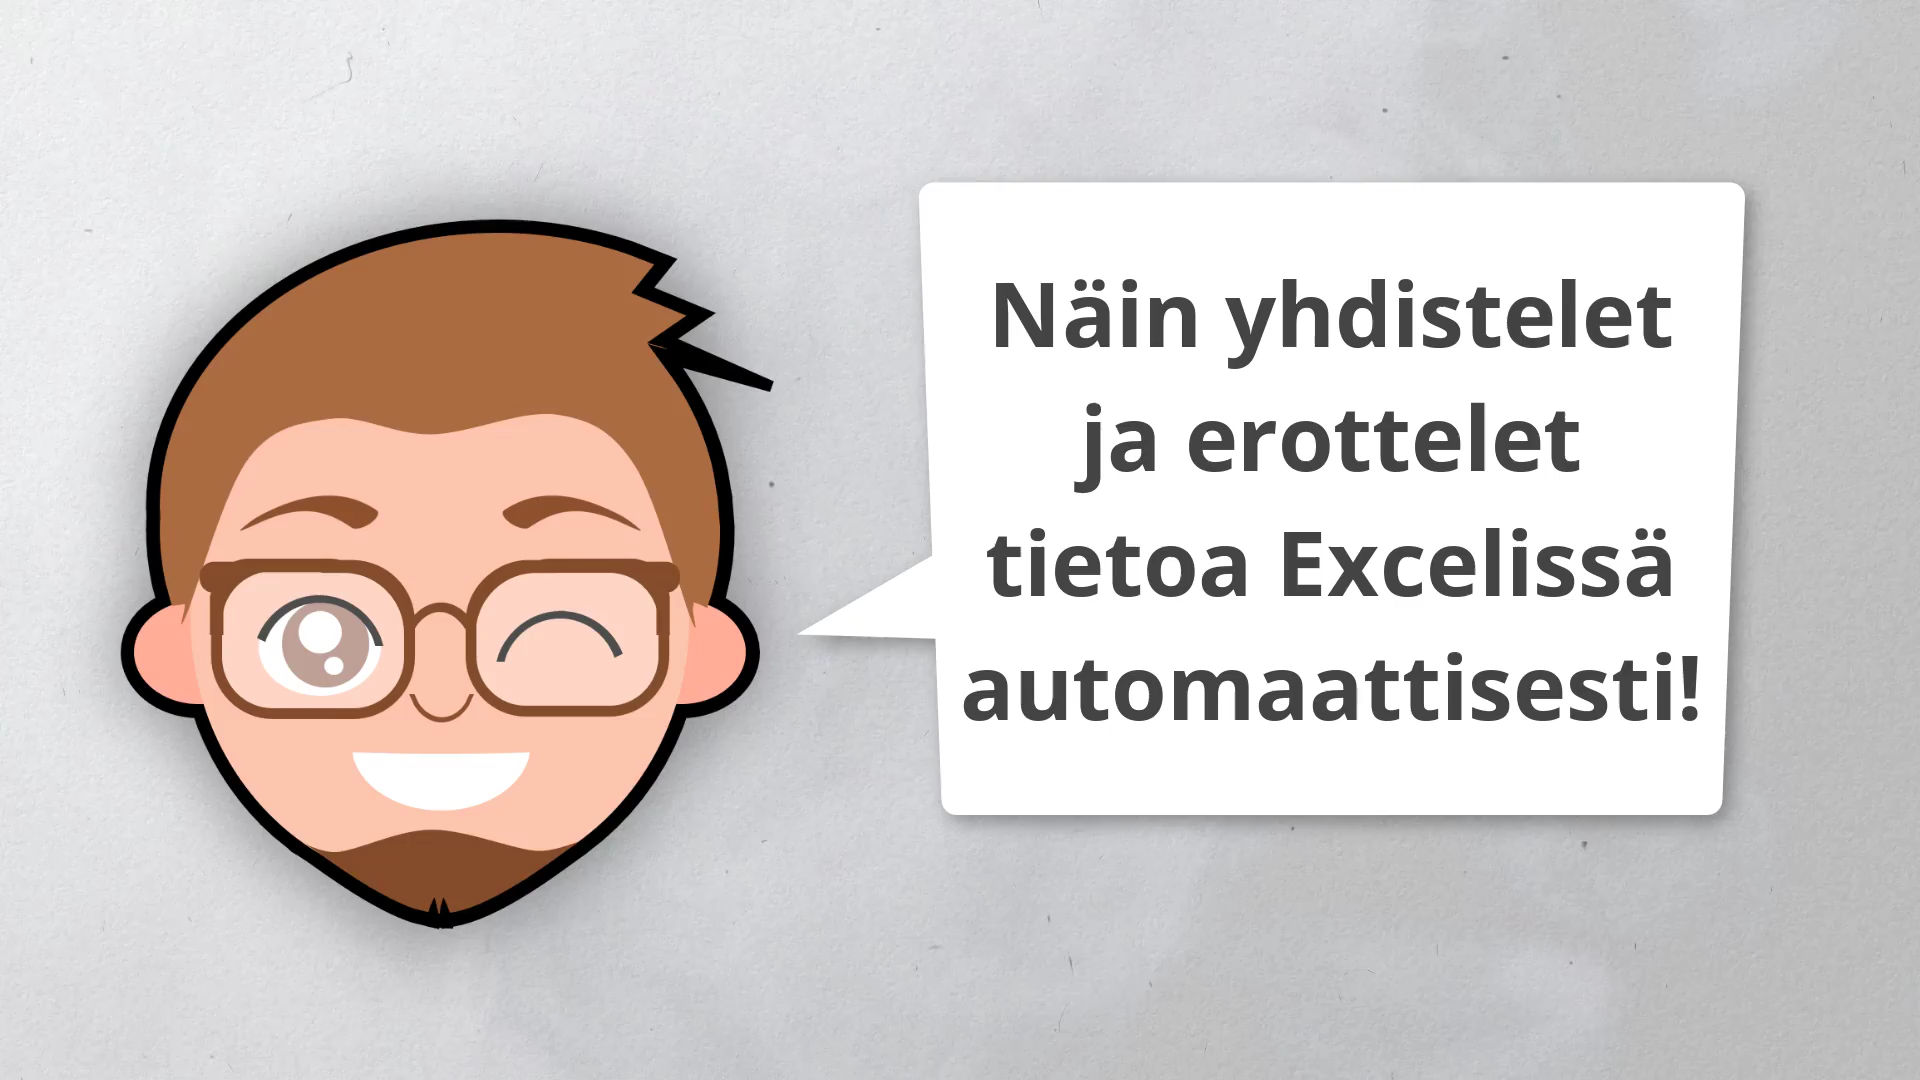 Näin yhdistelet
ja erottelet
tietoa Excelissä
automaattisesti!